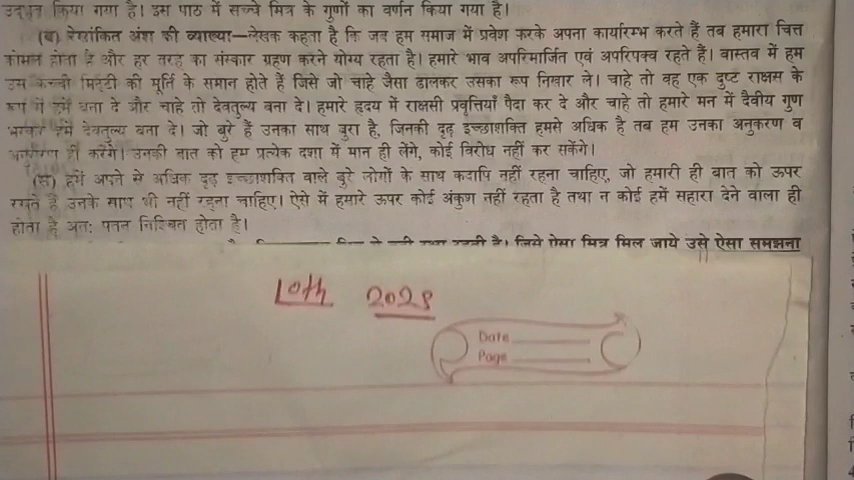 उद्धृत किया गया है। इस पाठ में सच्चे मित्र के गुणों का वर्णन किया गया है।
(ब) रेखांकित अंश की व्याख्या—लेखक कहता है कि जब हम समाज में प्रवेश करके अपना कार्यारम्भ करते हैं तब हमारा चित्त
कोमल होता है और हर तरह का संस्कार ग्रहण करने योग्य रहता है। हमारे भाव अपरिमार्जित एवं अपरिपक्व रहते हैं। वास्तव में हम
उस कच्ची मिट्टी की मूर्ति के समान होते हैं जिसे जो चाहे जैसा ढालकर उसका रूप निखार ले। चाहे तो वह एक दुष्ट राक्षस के
रूप में हमें बना दे और चाहे तो देवतुल्य बना दे। हमारे हृदय में राक्षसी प्रवृत्तियाँ पैदा कर दे और चाहे तो हमारे मन में दैवीय गुण
भरकर हमें देवतुल्य बना दे। जो बुरे हैं उनका साथ बुरा है, जिनकी दृढ़ इच्छाशक्ति हमसे अधिक है तब हम उनका अनुकरण व
ही करेंगे। उनकी बात को हम प्रत्येक दशा में मान ही लेंगे, कोई विरोध नहीं कर सकेंगे।
(स) हमें अपने से अधिक दृढ़ इच्छाशक्ति वाले बुरे लोगों के साथ कदापि नहीं रहना चाहिए, जो हमारी ही बात को ऊपर
रखते हैं उनके साथ भी नहीं रहना चाहिए। ऐसे में हमारे ऊपर कोई अंकुश नहीं रहता है तथा न कोई हमें सहारा देने वाला ही
होता है अतः पतन निश्चित होता है।
जिसे ऐसा मित्र मिल जाये उसे ऐसा समझना
10th 2028
Date
Page